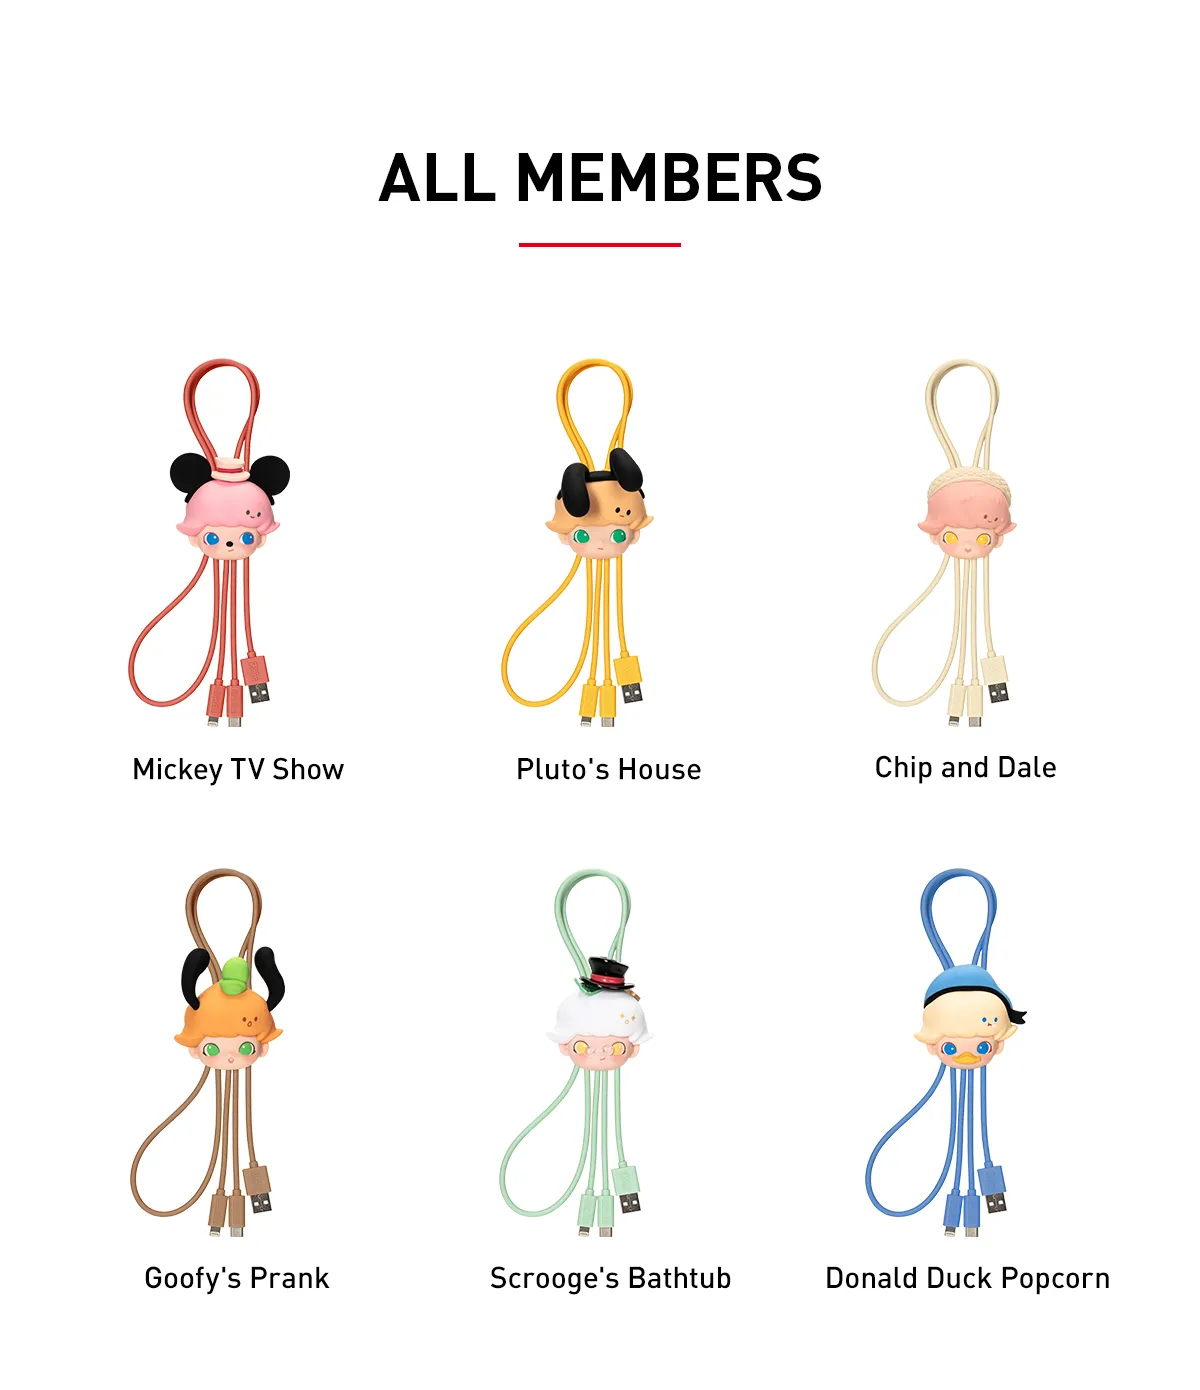 ALL MEMBERS
Mickey TV Show
Pluto's House
Chip and Dale
Goofy's Prank
Scrooge's Bathtub
Donald Duck Popcorn